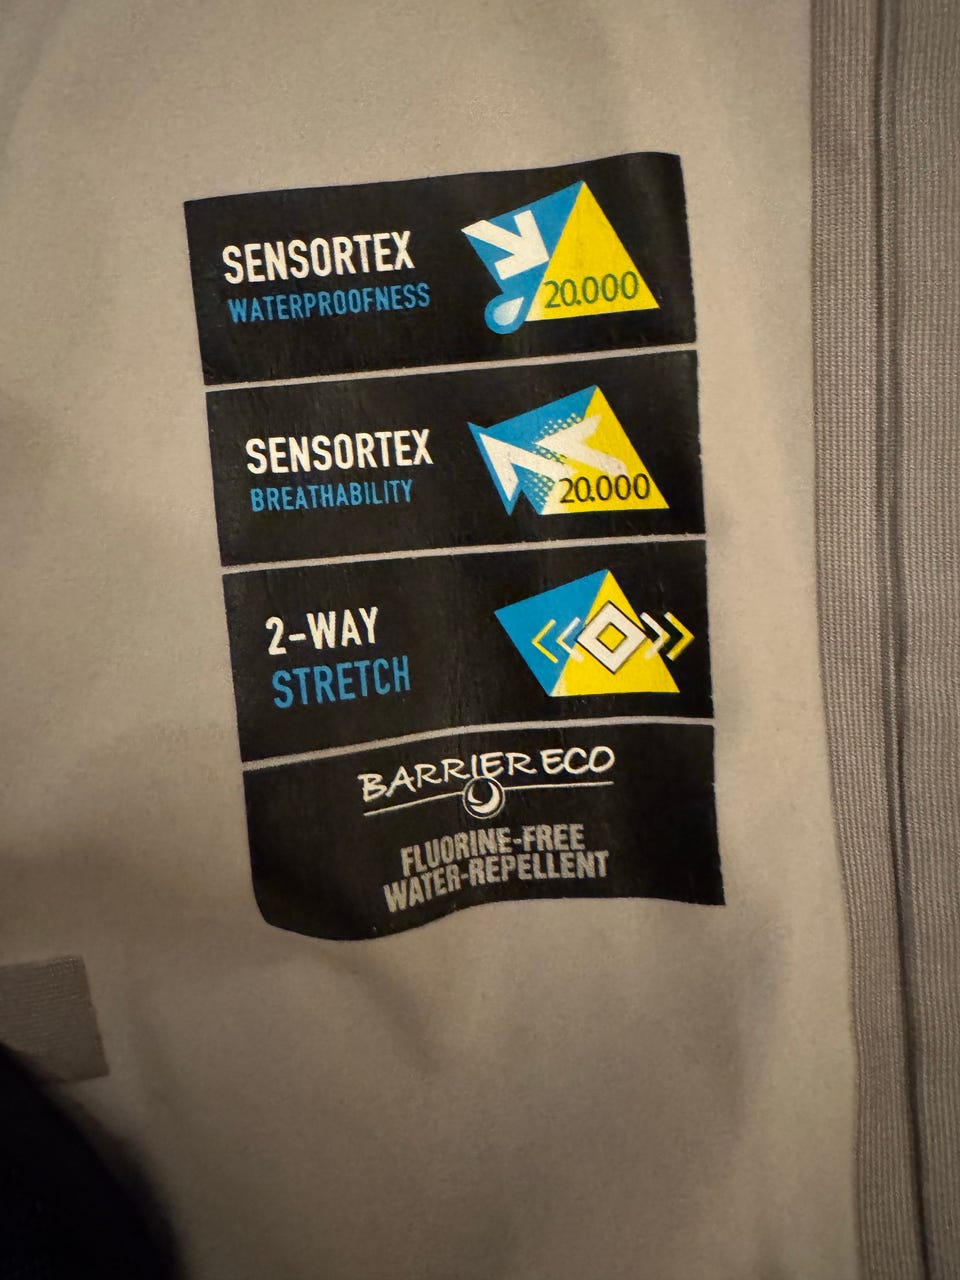 SENSORTEX
WATERPROOFNESS
20.000
SENSORTEX
BREATHABILITY
20.000
2-WAY
STRETCH
BARRIER ECO
FLUORINE-FREE
WATER-REPELLENT